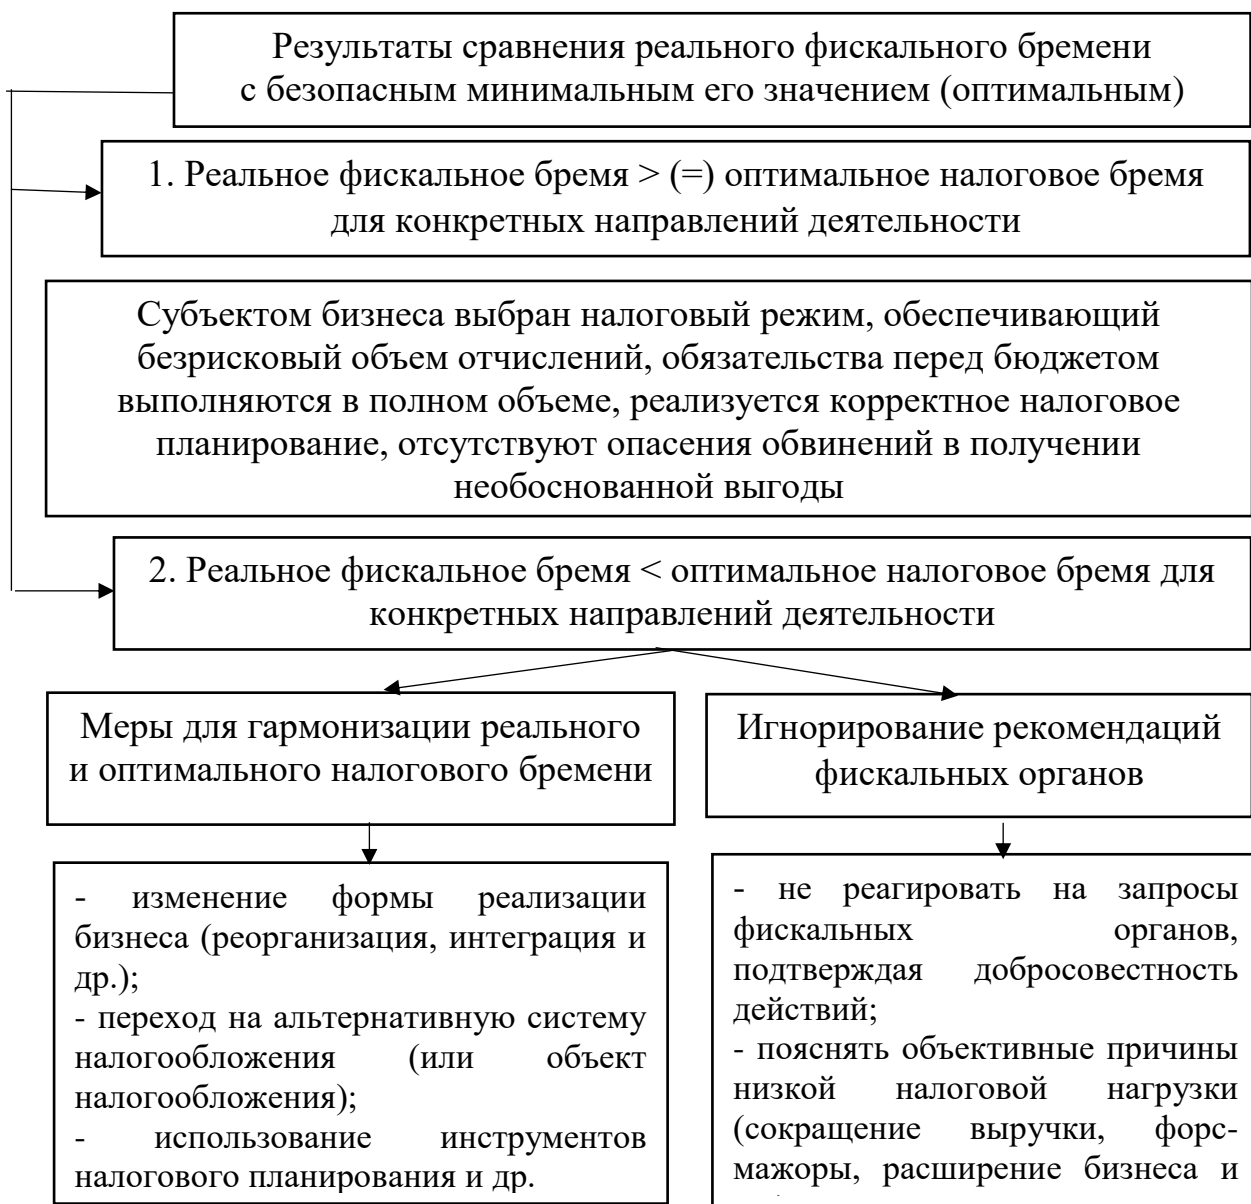 Результаты сравнения реального фискального бремени
с безопасным минимальным его значением (оптимальным)
1. Реальное фискальное бремя > (=) оптимальное налоговое бремя
для конкретных направлений деятельности
Субъектом бизнеса выбран налоговый режим, обеспечивающий
безрисковый объем отчислений, обязательства перед бюджетом
выполняются в полном объеме, реализуется корректное налоговое
планирование, отсутствуют опасения обвинений в получении
необоснованной выгоды
2. Реальное фискальное бремя < оптимальное налоговое бремя для
конкретных направлений деятельности
Меры для гармонизации реального
и оптимального налогового бремени
Игнорирование рекомендаций
фискальных органов
- изменение формы реализации
бизнеса (реорганизация, интеграция и
др.);
- переход на альтернативную систему
налогообложения (или объект
налогообложения);
- использование инструментов
налогового планирования и др.
- не реагировать на запросы
фискальных органов,
подтверждая добросовестность
действий;
- пояснять объективные причины
низкой налоговой нагрузки
(сокращение выручки, форс-
мажоры, расширение бизнеса и